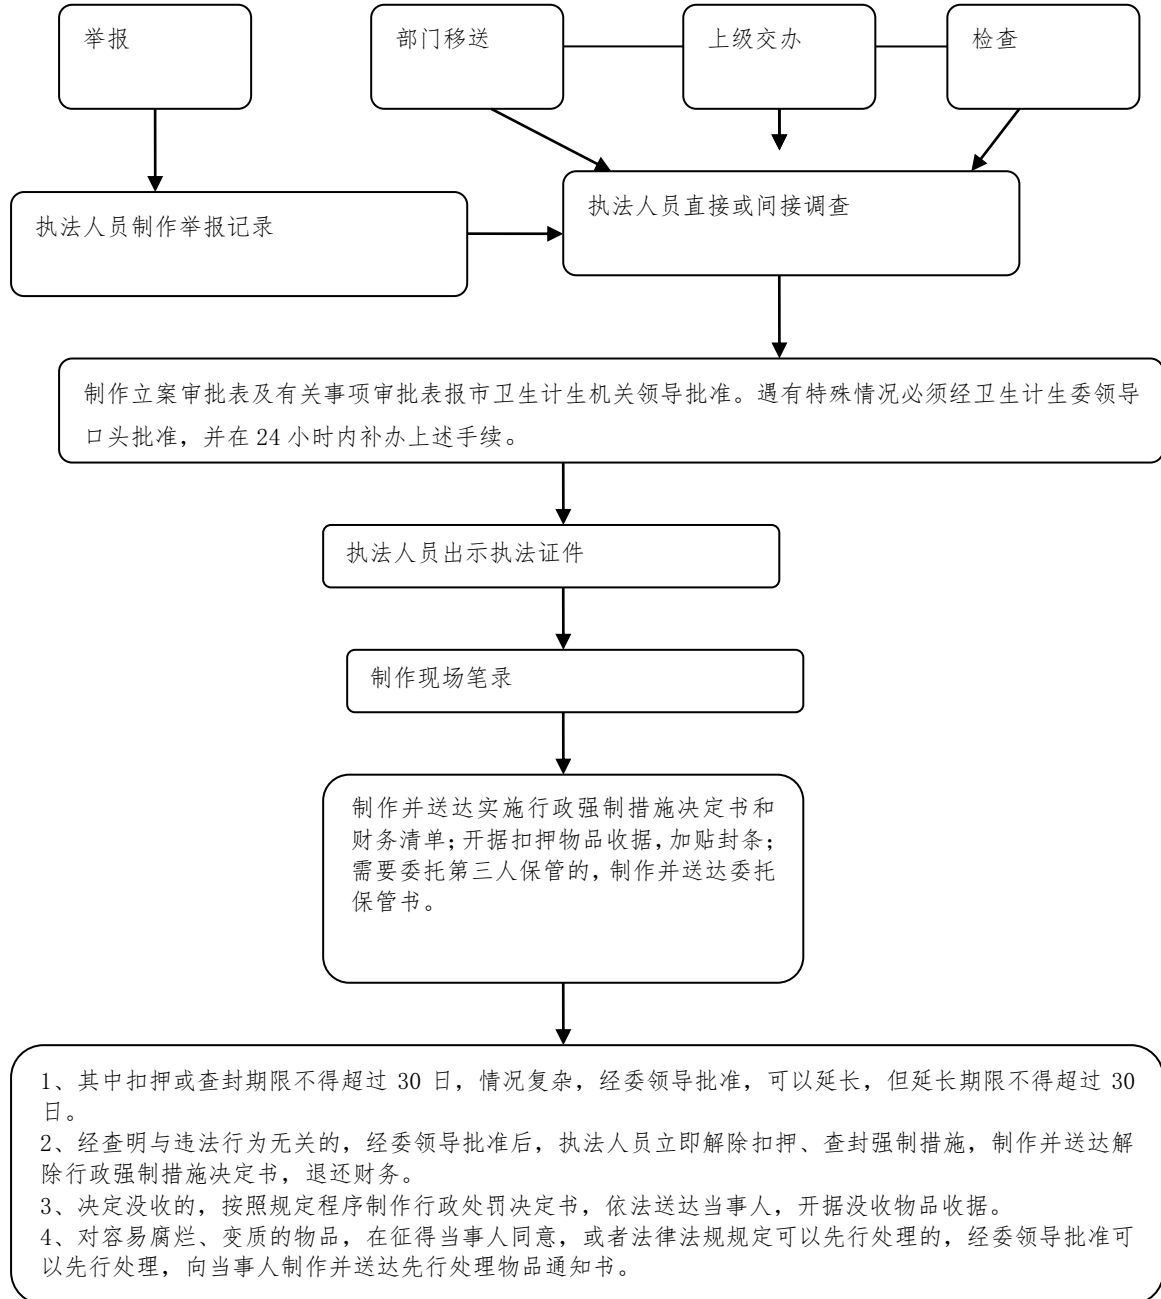 举报
部门移送
上级交办
检查
执法人员制作举报记录
执法人员直接或间接调查
制作立案审批表及有关事项审批表报市卫生计生机关领导批准。遇有特殊情况必须经卫生计生委领导
口头批准，并在 24 小时内补办上述手续。
执法人员出示执法证件
制作现场笔录
制作并送达实施行政强制措施决定书和
财务清单；开据扣押物品收据，加贴封条；
需要委托第三人保管的，制作并送达委托
保管书。
1、其中扣押或查封期限不得超过 30 日，情况复杂，经委领导批准，可以延长，但延长期限不得超过 30
日。
2、经查明与违法行为无关的，经委领导批准后，执法人员立即解除扣押、查封强制措施，制作并送达解
除行政强制措施决定书，退还财务。
3、决定没收的，按照规定程序制作行政处罚决定书，依法送达当事人，开据没收物品收据。
4、对容易腐烂、变质的物品，在征得当事人同意，或者法律法规规定可以先行处理的，经委领导批准可
以先行处理，向当事人制作并送达先行处理物品通知书。